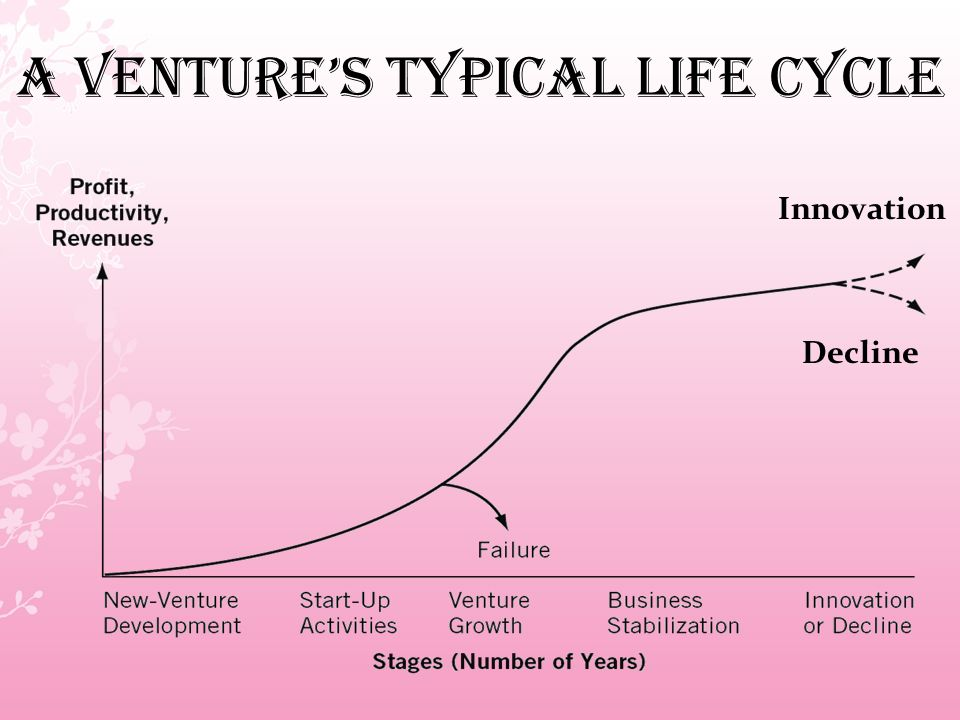 A VENTURE'S TYPICAL LIFE CYCLE
Profit,
Productivity,
Revenues
Innovation
Decline
Failure
New-Venture
Development
Start-Up
Activities
Venture
Growth
Business
Stabilization
Innovation
or Decline
Stages (Number of Years)